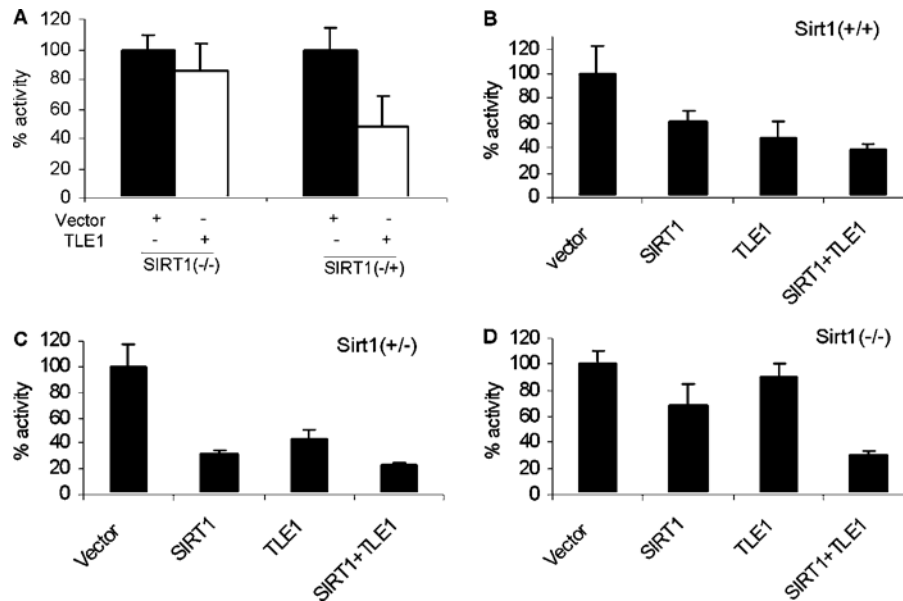 A
% activity
120
100
80
60
40
20
0
Vector + - + -
TLE1 - + - +
SIRT1(-/-) SIRT1(-/+)
B
Sirt1(+/+)
% activity
120
100
80
60
40
20
0
vector SIRT1 TLE1 SIRT1+TLE1
C
Sirt1(+/-)
% activity
120
100
80
60
40
20
0
Vector SIRT1 TLE1 SIRT1+TLE1
D
Sirt1(-/-)
% activity
120
100
80
60
40
20
0
Vector SIRT1 TLE1 SIRT1+TLE1